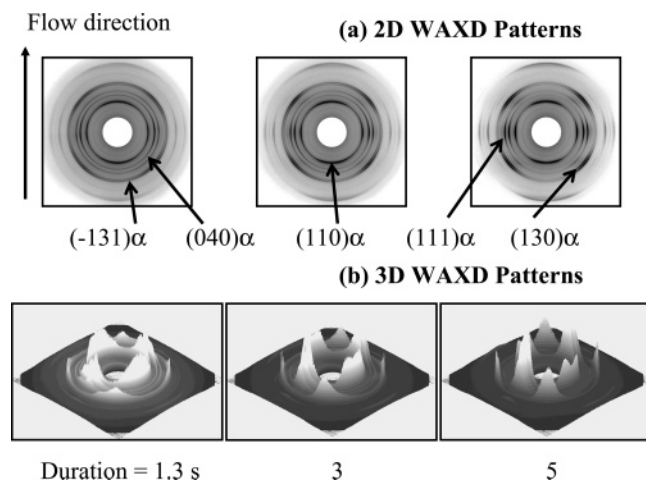 Flow direction
(a) 2D WAXD Patterns
(-131)α (040)α (110)α (111)α (130)α
(b) 3D WAXD Patterns
Duration = 1.3 s 3 5